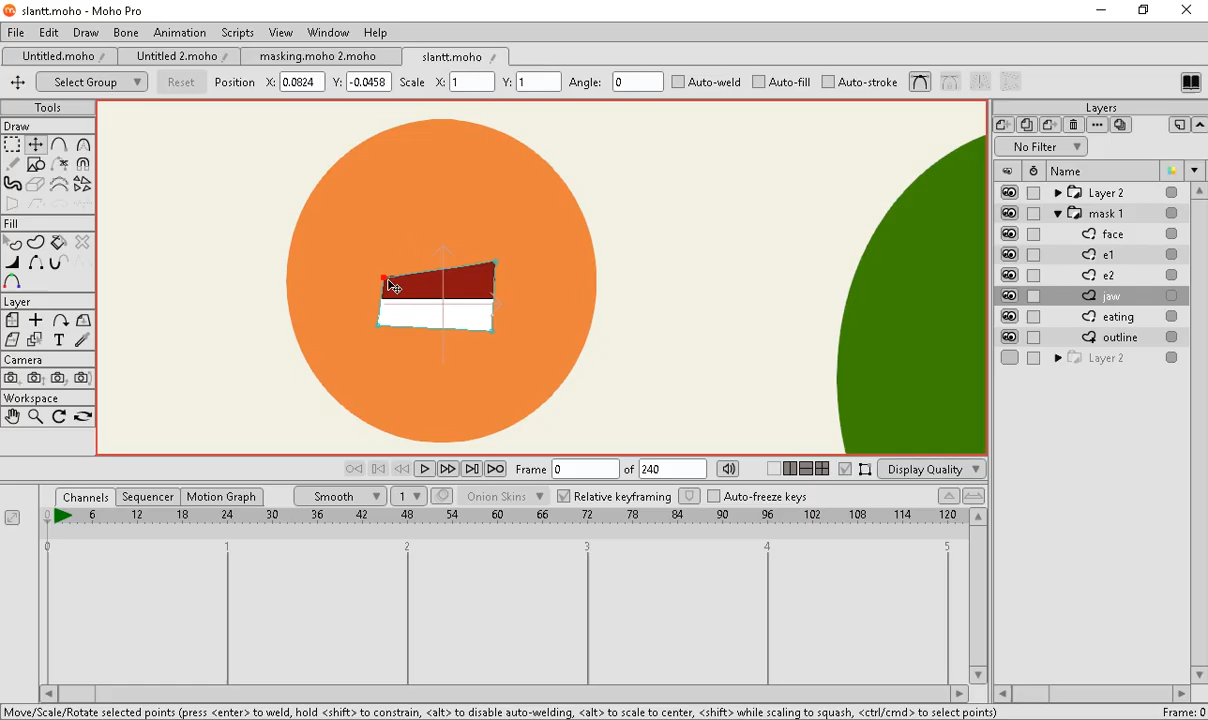 slantt.moho - Moho Pro
File Edit Draw Bone Animation Scripts View Window Help
Untitled.moho Untitled 2.moho masking.moho 2.moho slantt.moho
Select Group Reset Position X: 0.0824 Y: -0.0458 Scale X: 1 Y: 1 Angle: 0 Auto-weld Auto-fill Auto-stroke
Tools
Draw
Fill
Layer
Camera
Workspace
Layers
No Filter
Name
Layer 2
mask 1
face
e1
e2
jaw
eating
outline
Layer 2
Frame 0 of 240 Display Quality
Channels Sequencer Motion Graph Smooth 1 Onion Skins Relative keyframing Auto-freeze keys
0 6 12 18 24 30 36 42 48 54 60 66 72 78 84 90 96 102 108 114 120
0 1 2 3 4 5
Move/Scale/Rotate selected points (press <enter> to weld, hold <shift> to constrain, <alt> to disable auto-welding, <alt> to scale to center, <shift> while scaling to squash, <ctrl/cmd> to select points) Frame: 0